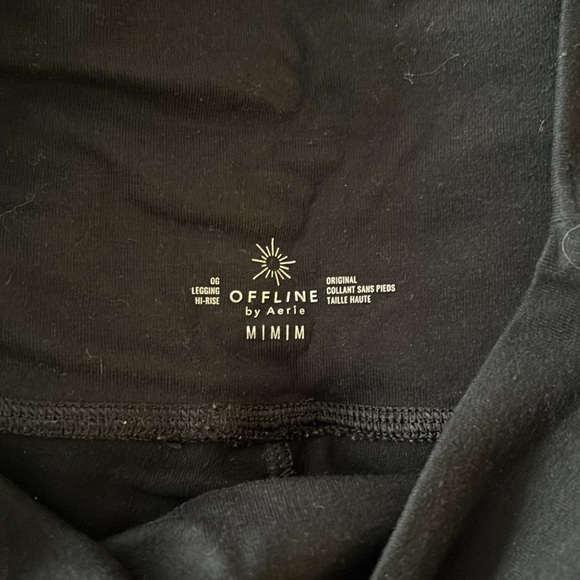 OG
LEGGING
HI-RISE
OFFLINE
by Aerie
M|M|M
ORIGINAL
COLLANT SANS PIEDS
TAILLE HAUTE